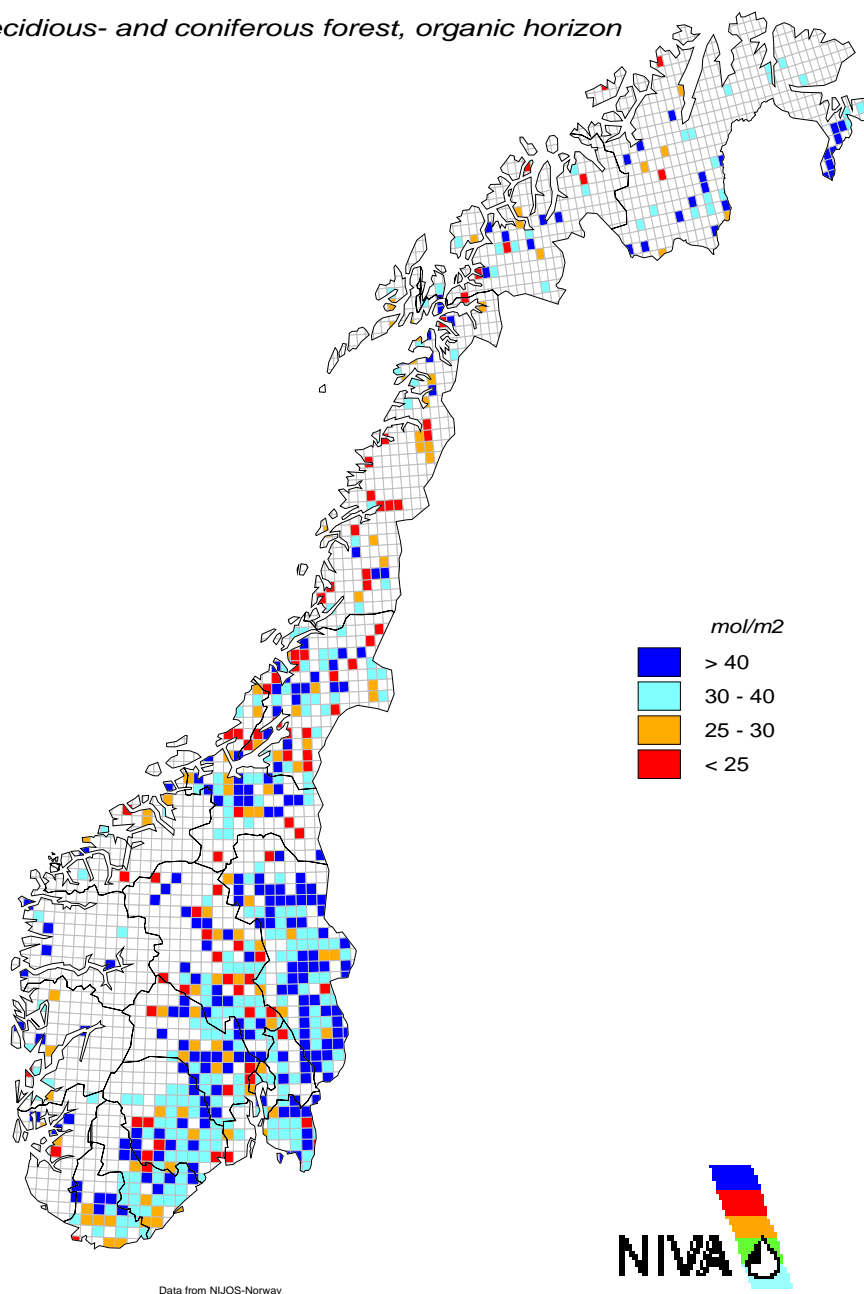 ecidious- and coniferous forest, organic horizon
mol/m2
> 40
30 - 40
25 - 30
< 25
NIVA
Data from NIJOS-Norway